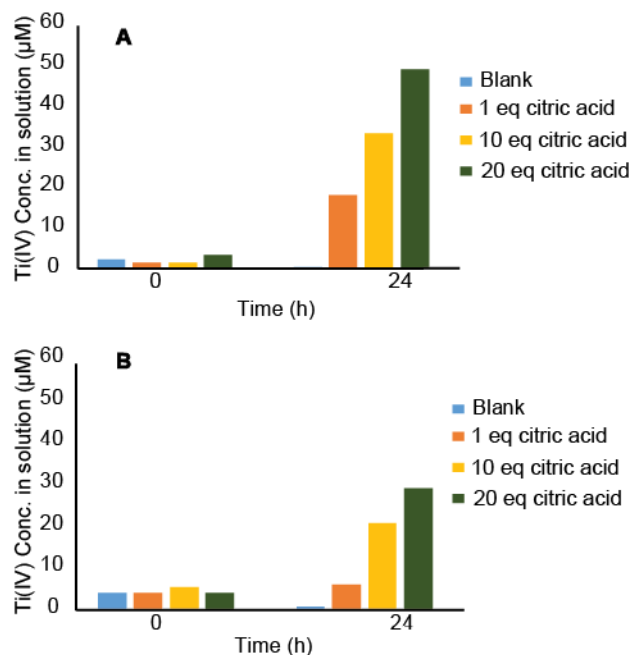 A
Ti(IV) Conc. in solution (µM)
60
50
40
30
20
10
0
0
24
Time (h)
Blank
1 eq citric acid
10 eq citric acid
20 eq citric acid
B
Ti(IV) Conc. in solution (µM)
60
50
40
30
20
10
0
0
24
Time (h)
Blank
1 eq citric acid
10 eq citric acid
20 eq citric acid